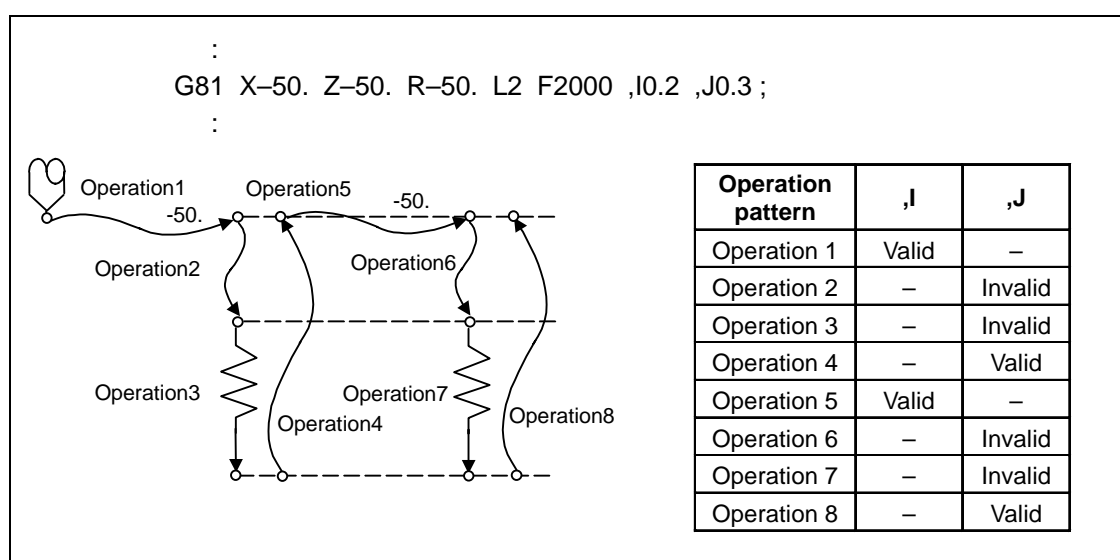 :
G81 X–50. Z–50. R–50. L2 F2000 ,I0.2 ,J0.3 ;
:
Operation1
-50.
Operation5
-50.
Operation2
Operation6
Operation3
Operation4
Operation7
Operation8
Operation pattern ,I ,J
Operation 1 Valid –
Operation 2 – Invalid
Operation 3 – Invalid
Operation 4 – Valid
Operation 5 Valid –
Operation 6 – Invalid
Operation 7 – Invalid
Operation 8 – Valid